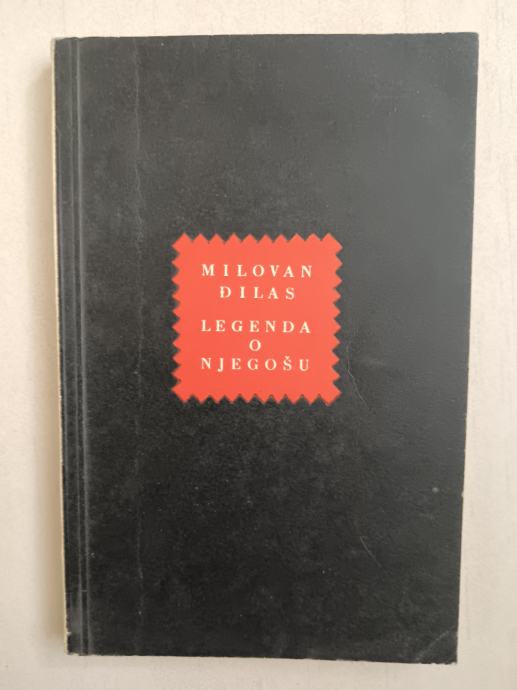 MILOVAN
ĐILAS
LEGENDA
O
NJEGOŠU